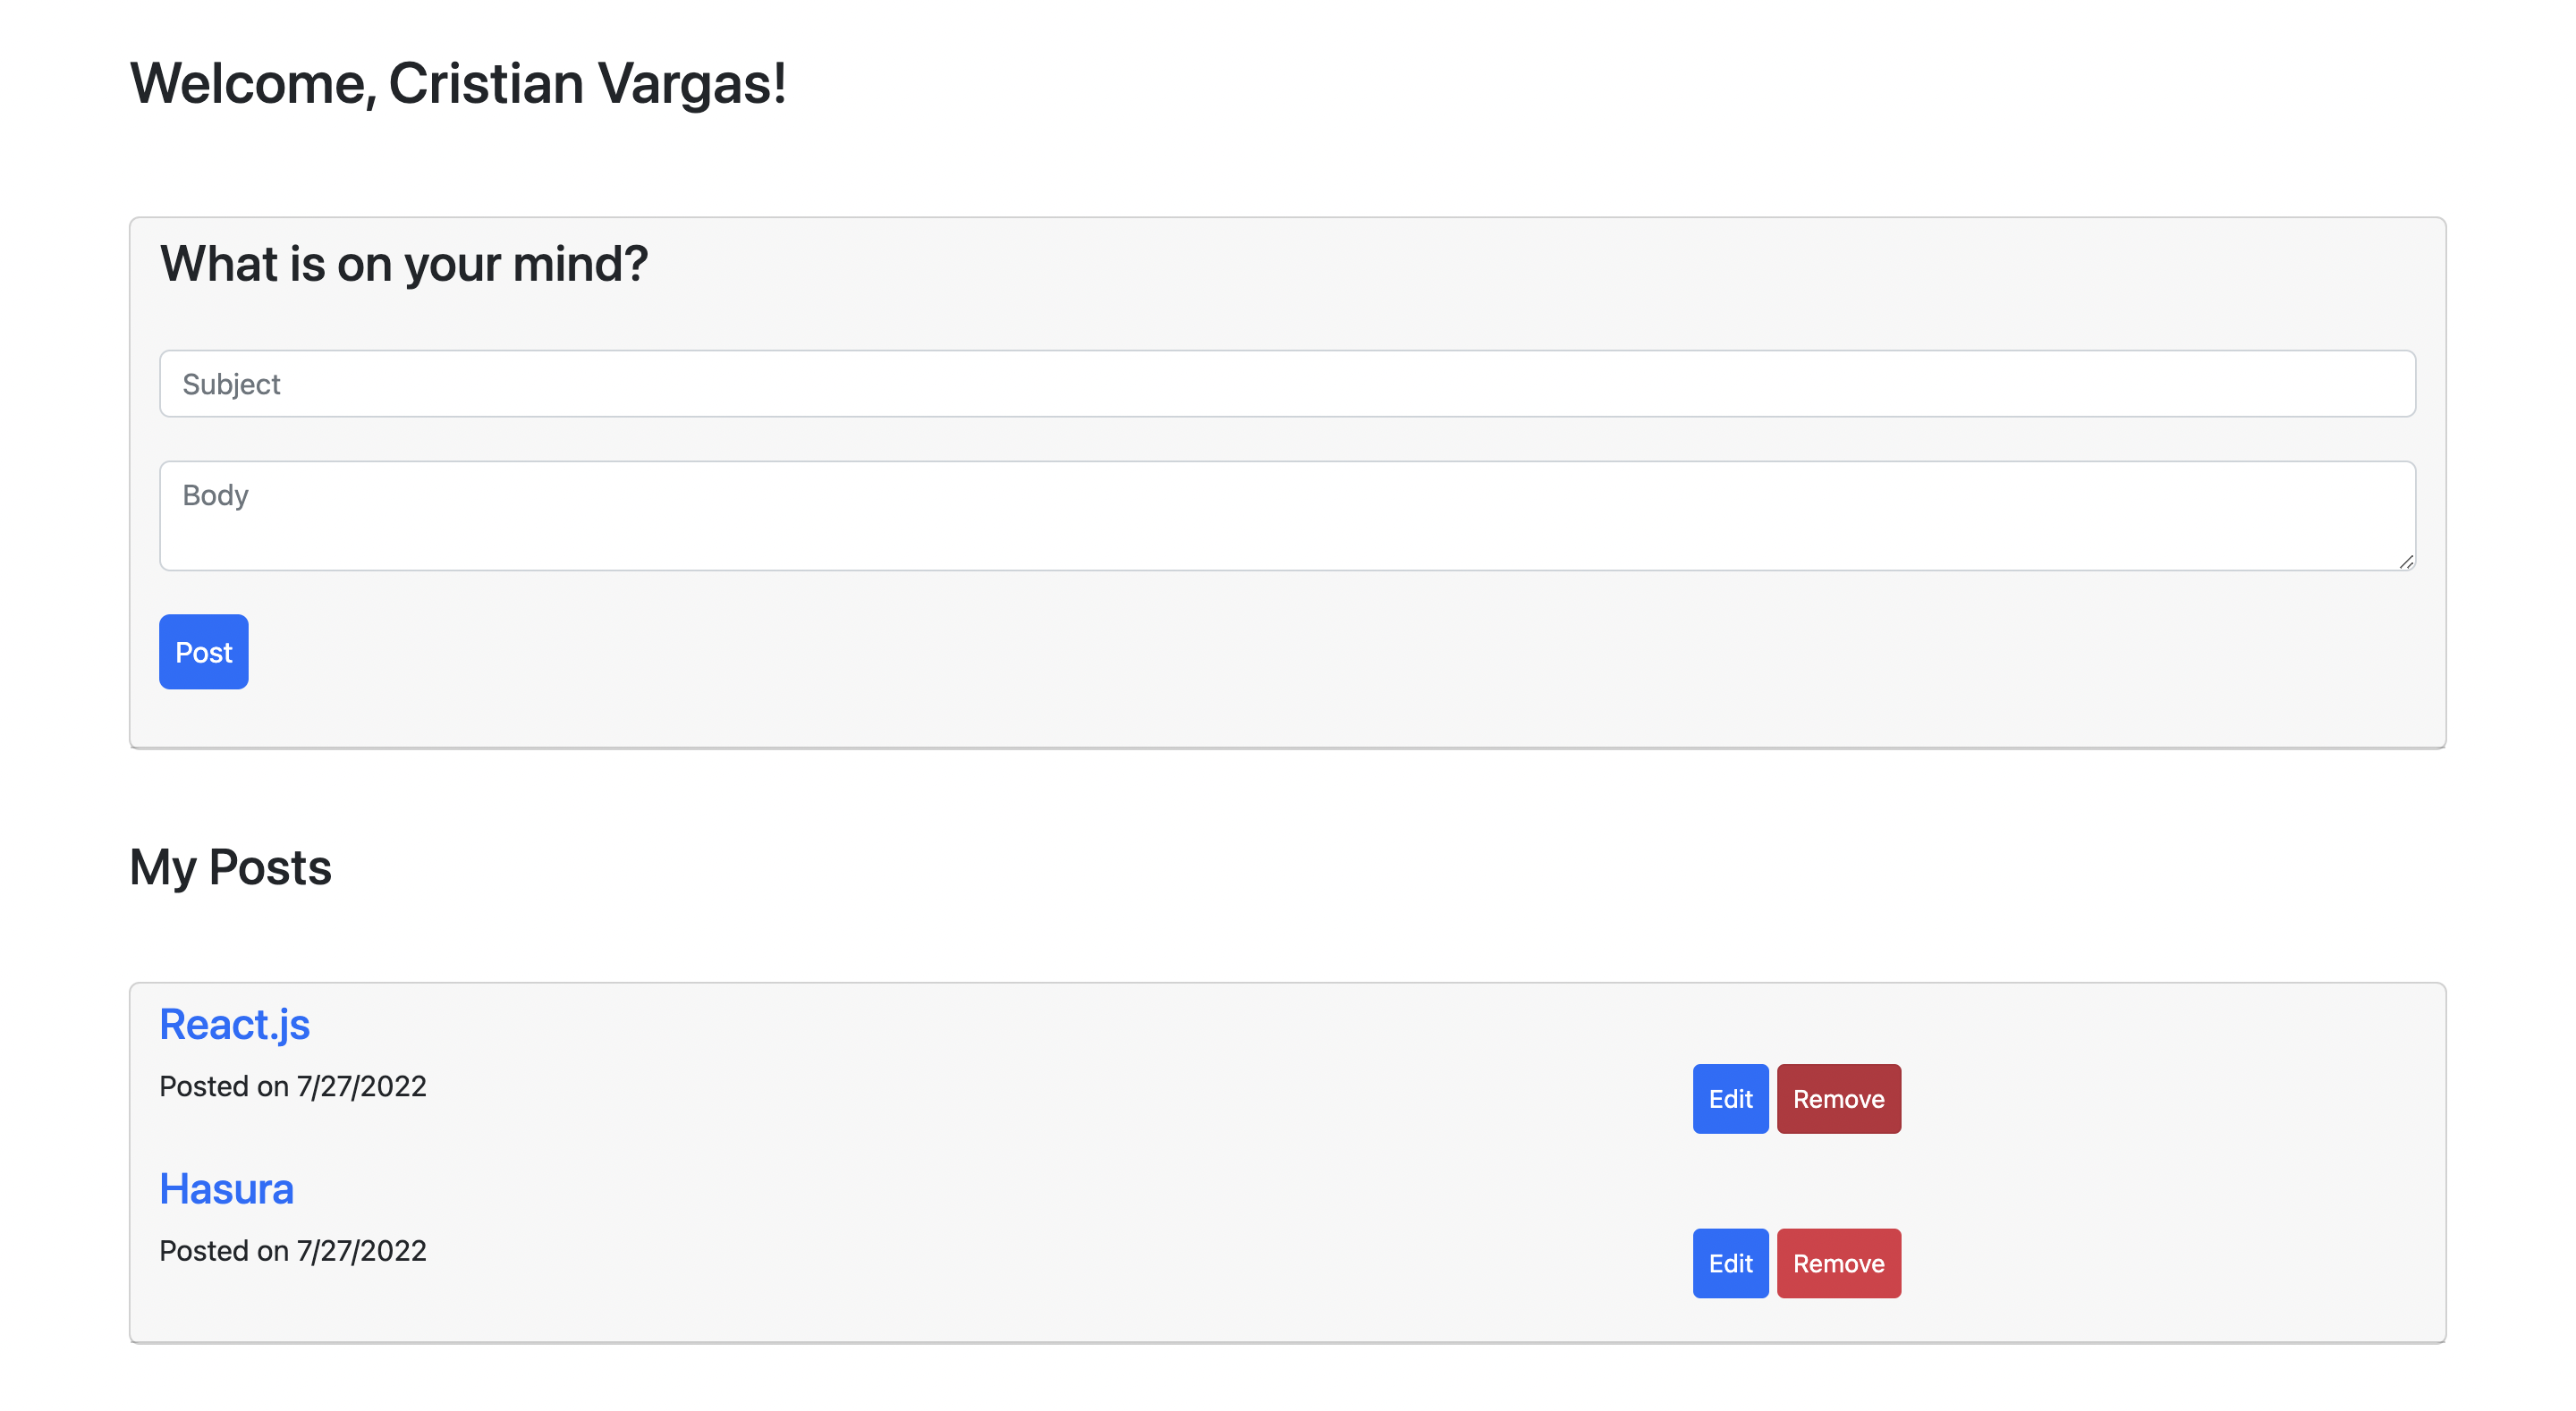 Welcome, Cristian Vargas!
What is on your mind?
Subject
Body
Post
My Posts
React.js
Posted on 7/27/2022
Edit Remove
Hasura
Posted on 7/27/2022
Edit Remove